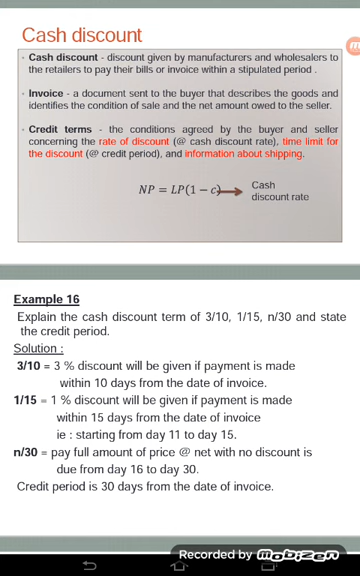 Cash discount
Cash discount - discount given by manufacturers and wholesalers to
the retailers to pay their bills or invoice within a stipulated period .
Invoice - a document sent to the buyer that describes the goods and
identifies the condition of sale and the net amount owed to the seller.
Credit terms - the conditions agreed by the buyer and seller
concerning the rate of discount (@ cash discount rate), time limit for
the discount (@ credit period), and information about shipping.
NP = LP(1 − c)
Cash
discount rate
Example 16
Explain the cash discount term of 3/10, 1/15, n/30 and state
the credit period.
Solution :
3/10 = 3 % discount will be given if payment is made
within 10 days from the date of invoice.
1/15 = 1 % discount will be given if payment is made
within 15 days from the date of invoice
ie : starting from day 11 to day 15.
n/30 = pay full amount of price @ net with no discount is
due from day 16 to day 30.
Credit period is 30 days from the date of invoice.
Recorded by mobizen